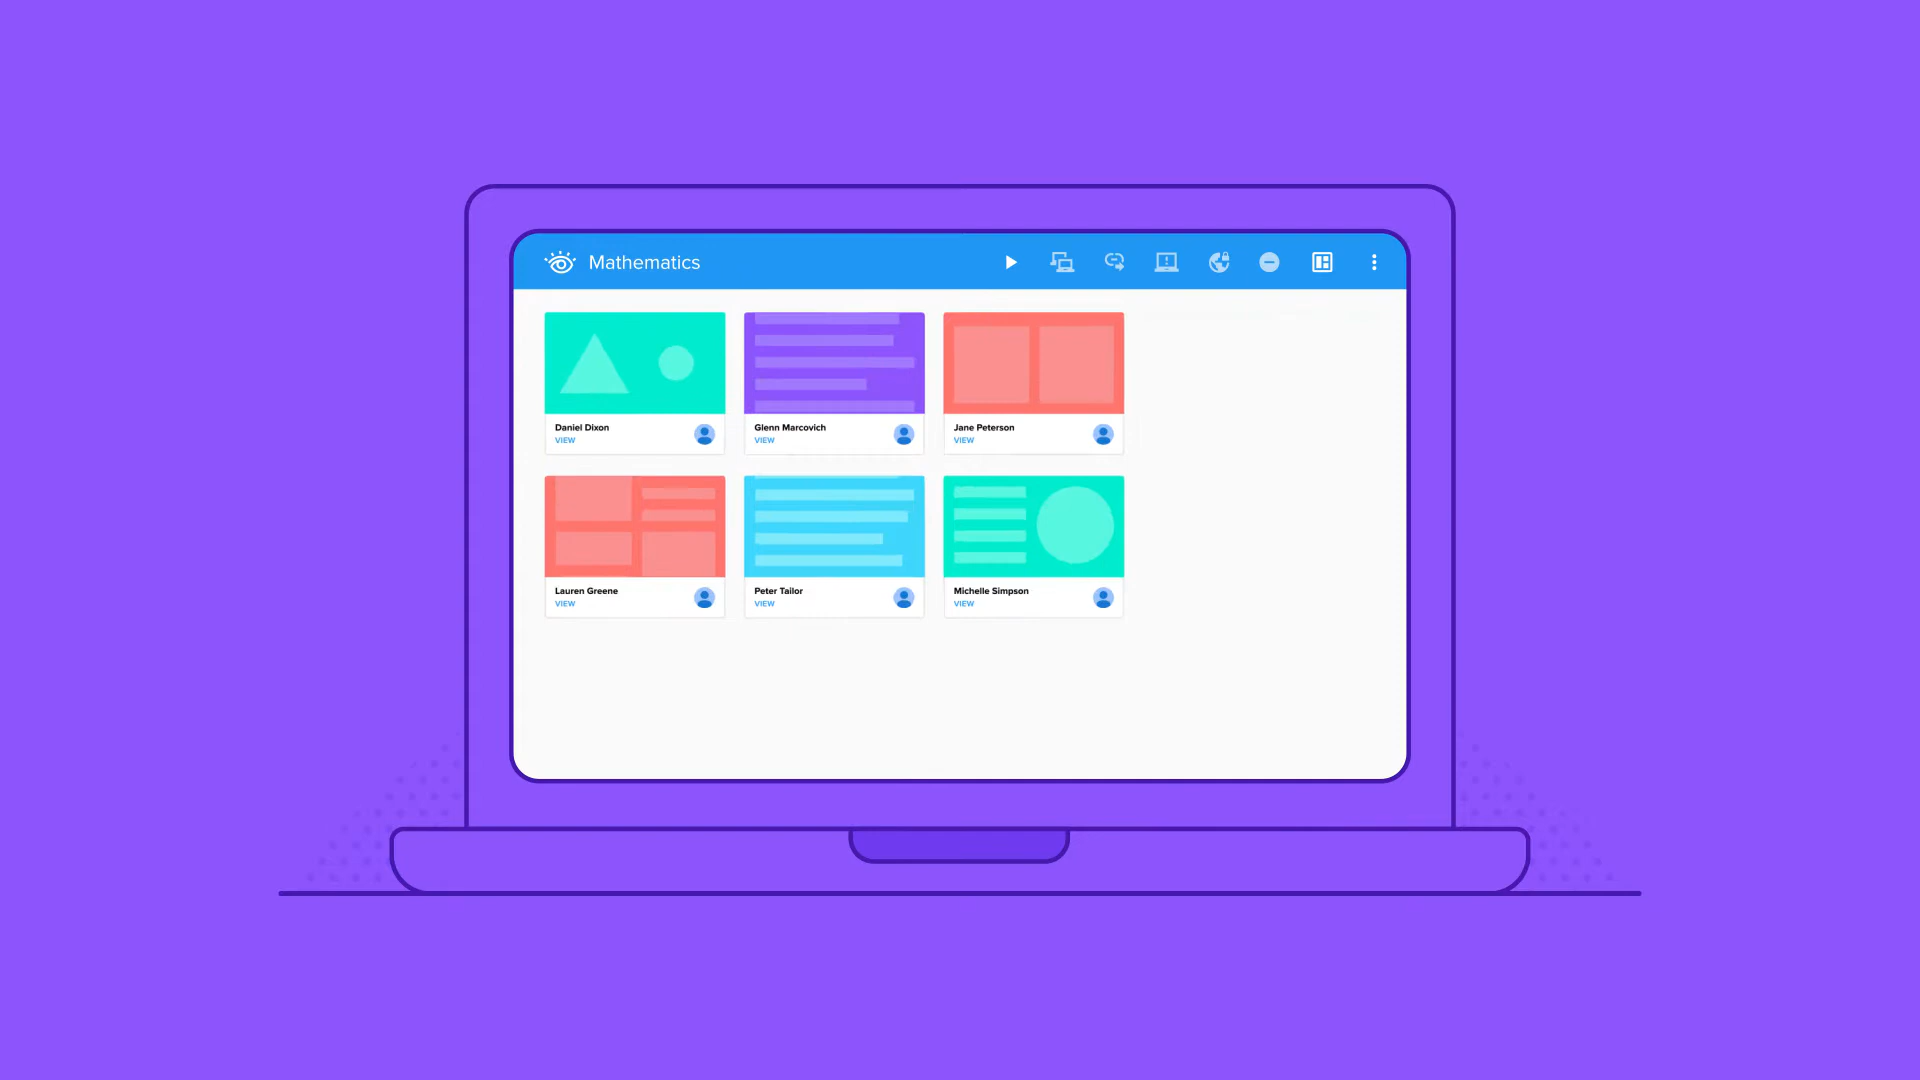 Mathematics
Daniel Dixon
VIEW
Glenn Marcovich
VIEW
Jane Peterson
VIEW
Lauren Greene
VIEW
Peter Tailor
VIEW
Michelle Simpson
VIEW